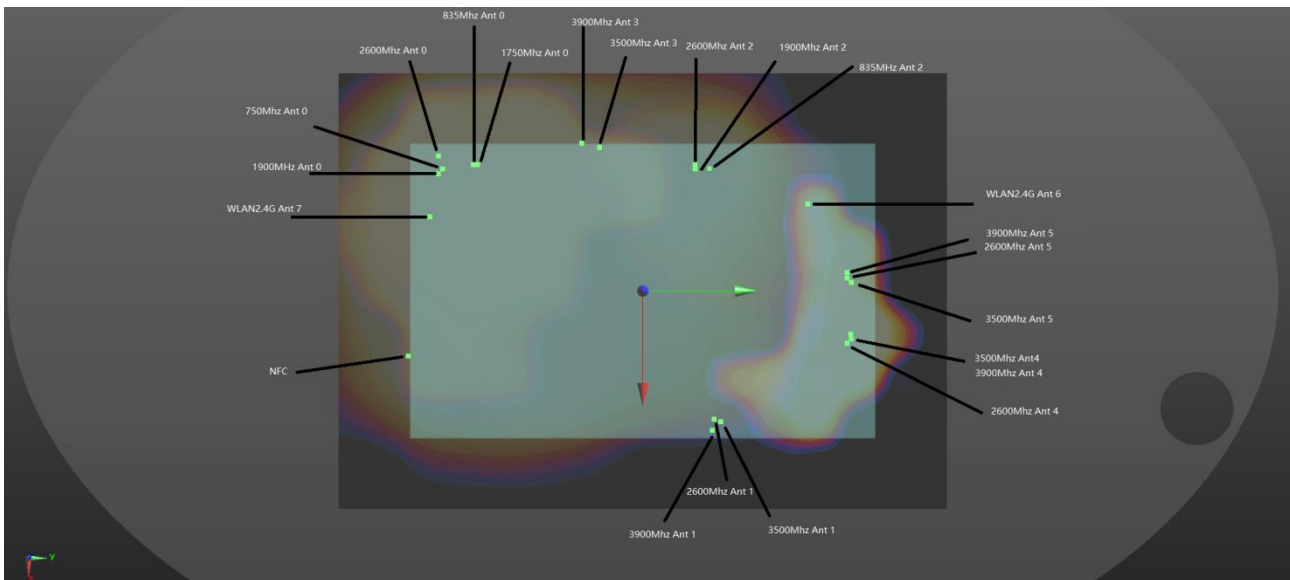 835Mhz Ant 0
3900Mhz Ant 3
2600Mhz Ant 0
1750Mhz Ant 0
3500Mhz Ant 3
2600Mhz Ant 2
1900Mhz Ant 2
835MHz Ant 2
750Mhz Ant 0
1900MHz Ant 0
WLAN2.4G Ant 7
WLAN2.4G Ant 6
3900Mhz Ant 5
2600Mhz Ant 5
3500Mhz Ant 5
3500Mhz Ant4
NFC
3900Mhz Ant 4
2600Mhz Ant 4
2600Mhz Ant 1
3900Mhz Ant 1
3500Mhz Ant 1
y